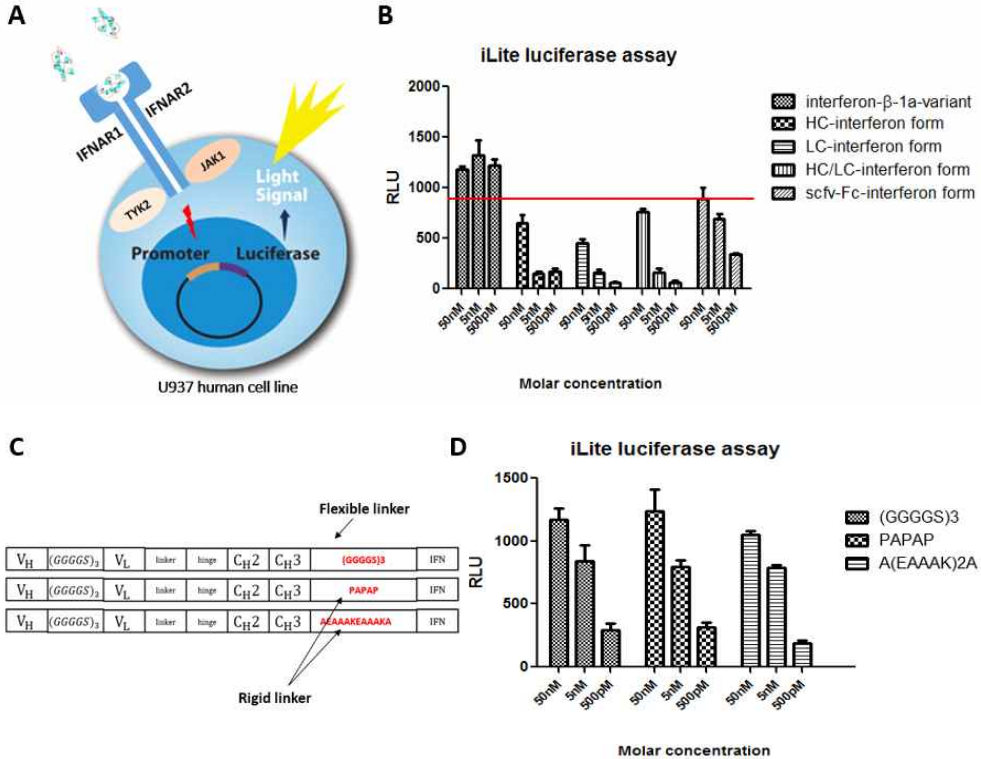 A
IFNAR2
IFNAR1
JAK1
TYK2
Light
Signal
Promoter
Luciferase
U937 human cell line
B
iLite luciferase assay
2000
1500
1000
500
0
RLU
50nM
5nM
500pM
50nM
5nM
500pM
50nM
5nM
500pM
50nM
5nM
500pM
50nM
5nM
500pM
Molar concentration
interferon-β-1a-variant
HC-interferon form
LC-interferon form
HC/LC-interferon form
scfv-Fc-interferon form
C
Flexible linker
VH (GGGGS)3 VL linker hinge CH2 CH3 (GGGGS)3 IFN
VH (GGGGS)3 VL linker hinge CH2 CH3 PAPAP IFN
VH (GGGGS)3 VL linker hinge CH2 CH3 AEAAAKEAAAKA IFN
Rigid linker
D
iLite luciferase assay
1500
1000
500
0
RLU
50nM
5nM
500pM
50nM
5nM
500pM
50nM
5nM
500pM
Molar concentration
(GGGGS)3
PAPAP
A(EAAAK)2A